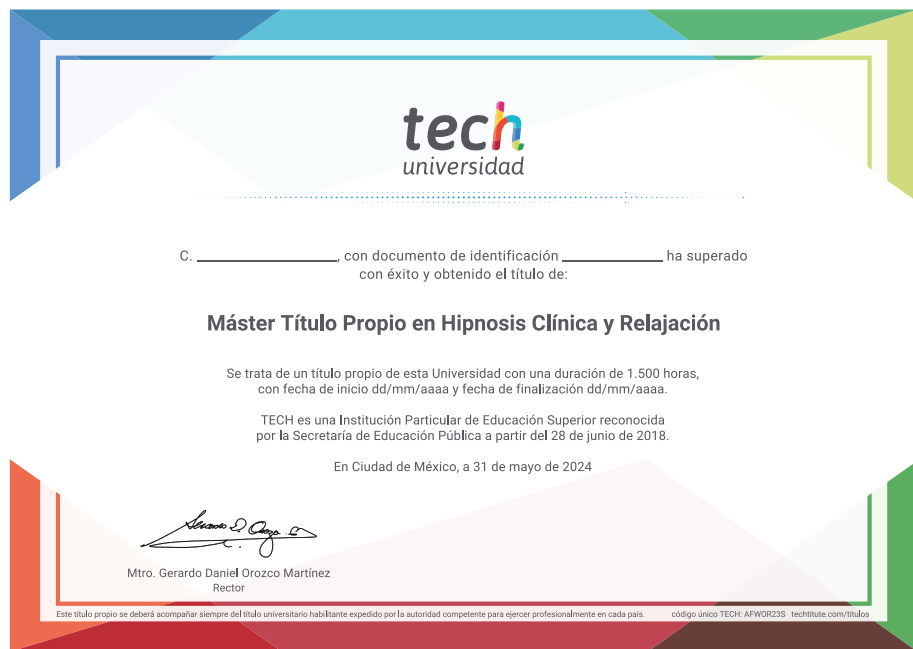 tech
universidad
C. ____________, con documento de identificación ____________ ha superado
con éxito y obtenido el título de:
Máster Título Propio en Hipnosis Clínica y Relajación
Se trata de un título propio de esta Universidad con una duración de 1.500 horas,
con fecha de inicio dd/mm/aaaa y fecha de finalización dd/mm/aaaa.
TECH es una Institución Particular de Educación Superior reconocida
por la Secretaría de Educación Pública a partir del 28 de junio de 2018.
En Ciudad de México, a 31 de mayo de 2024
Mtro. Gerardo Daniel Orozco Martínez
Rector
Este título propio se deberá acompañar siempre del título universitario habilitante expedido por la autoridad competente para ejercer profesionalmente en cada país. código único TECH: AFWOR23S techtitute.com/titulos